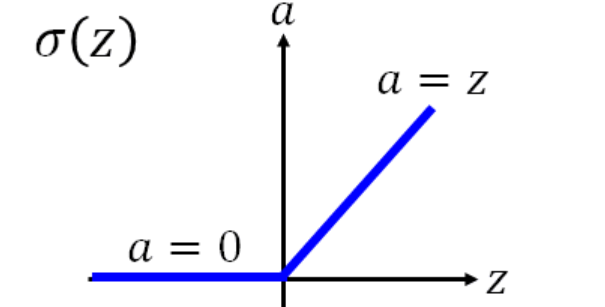 a
σ(z)
a = z
a = 0
z